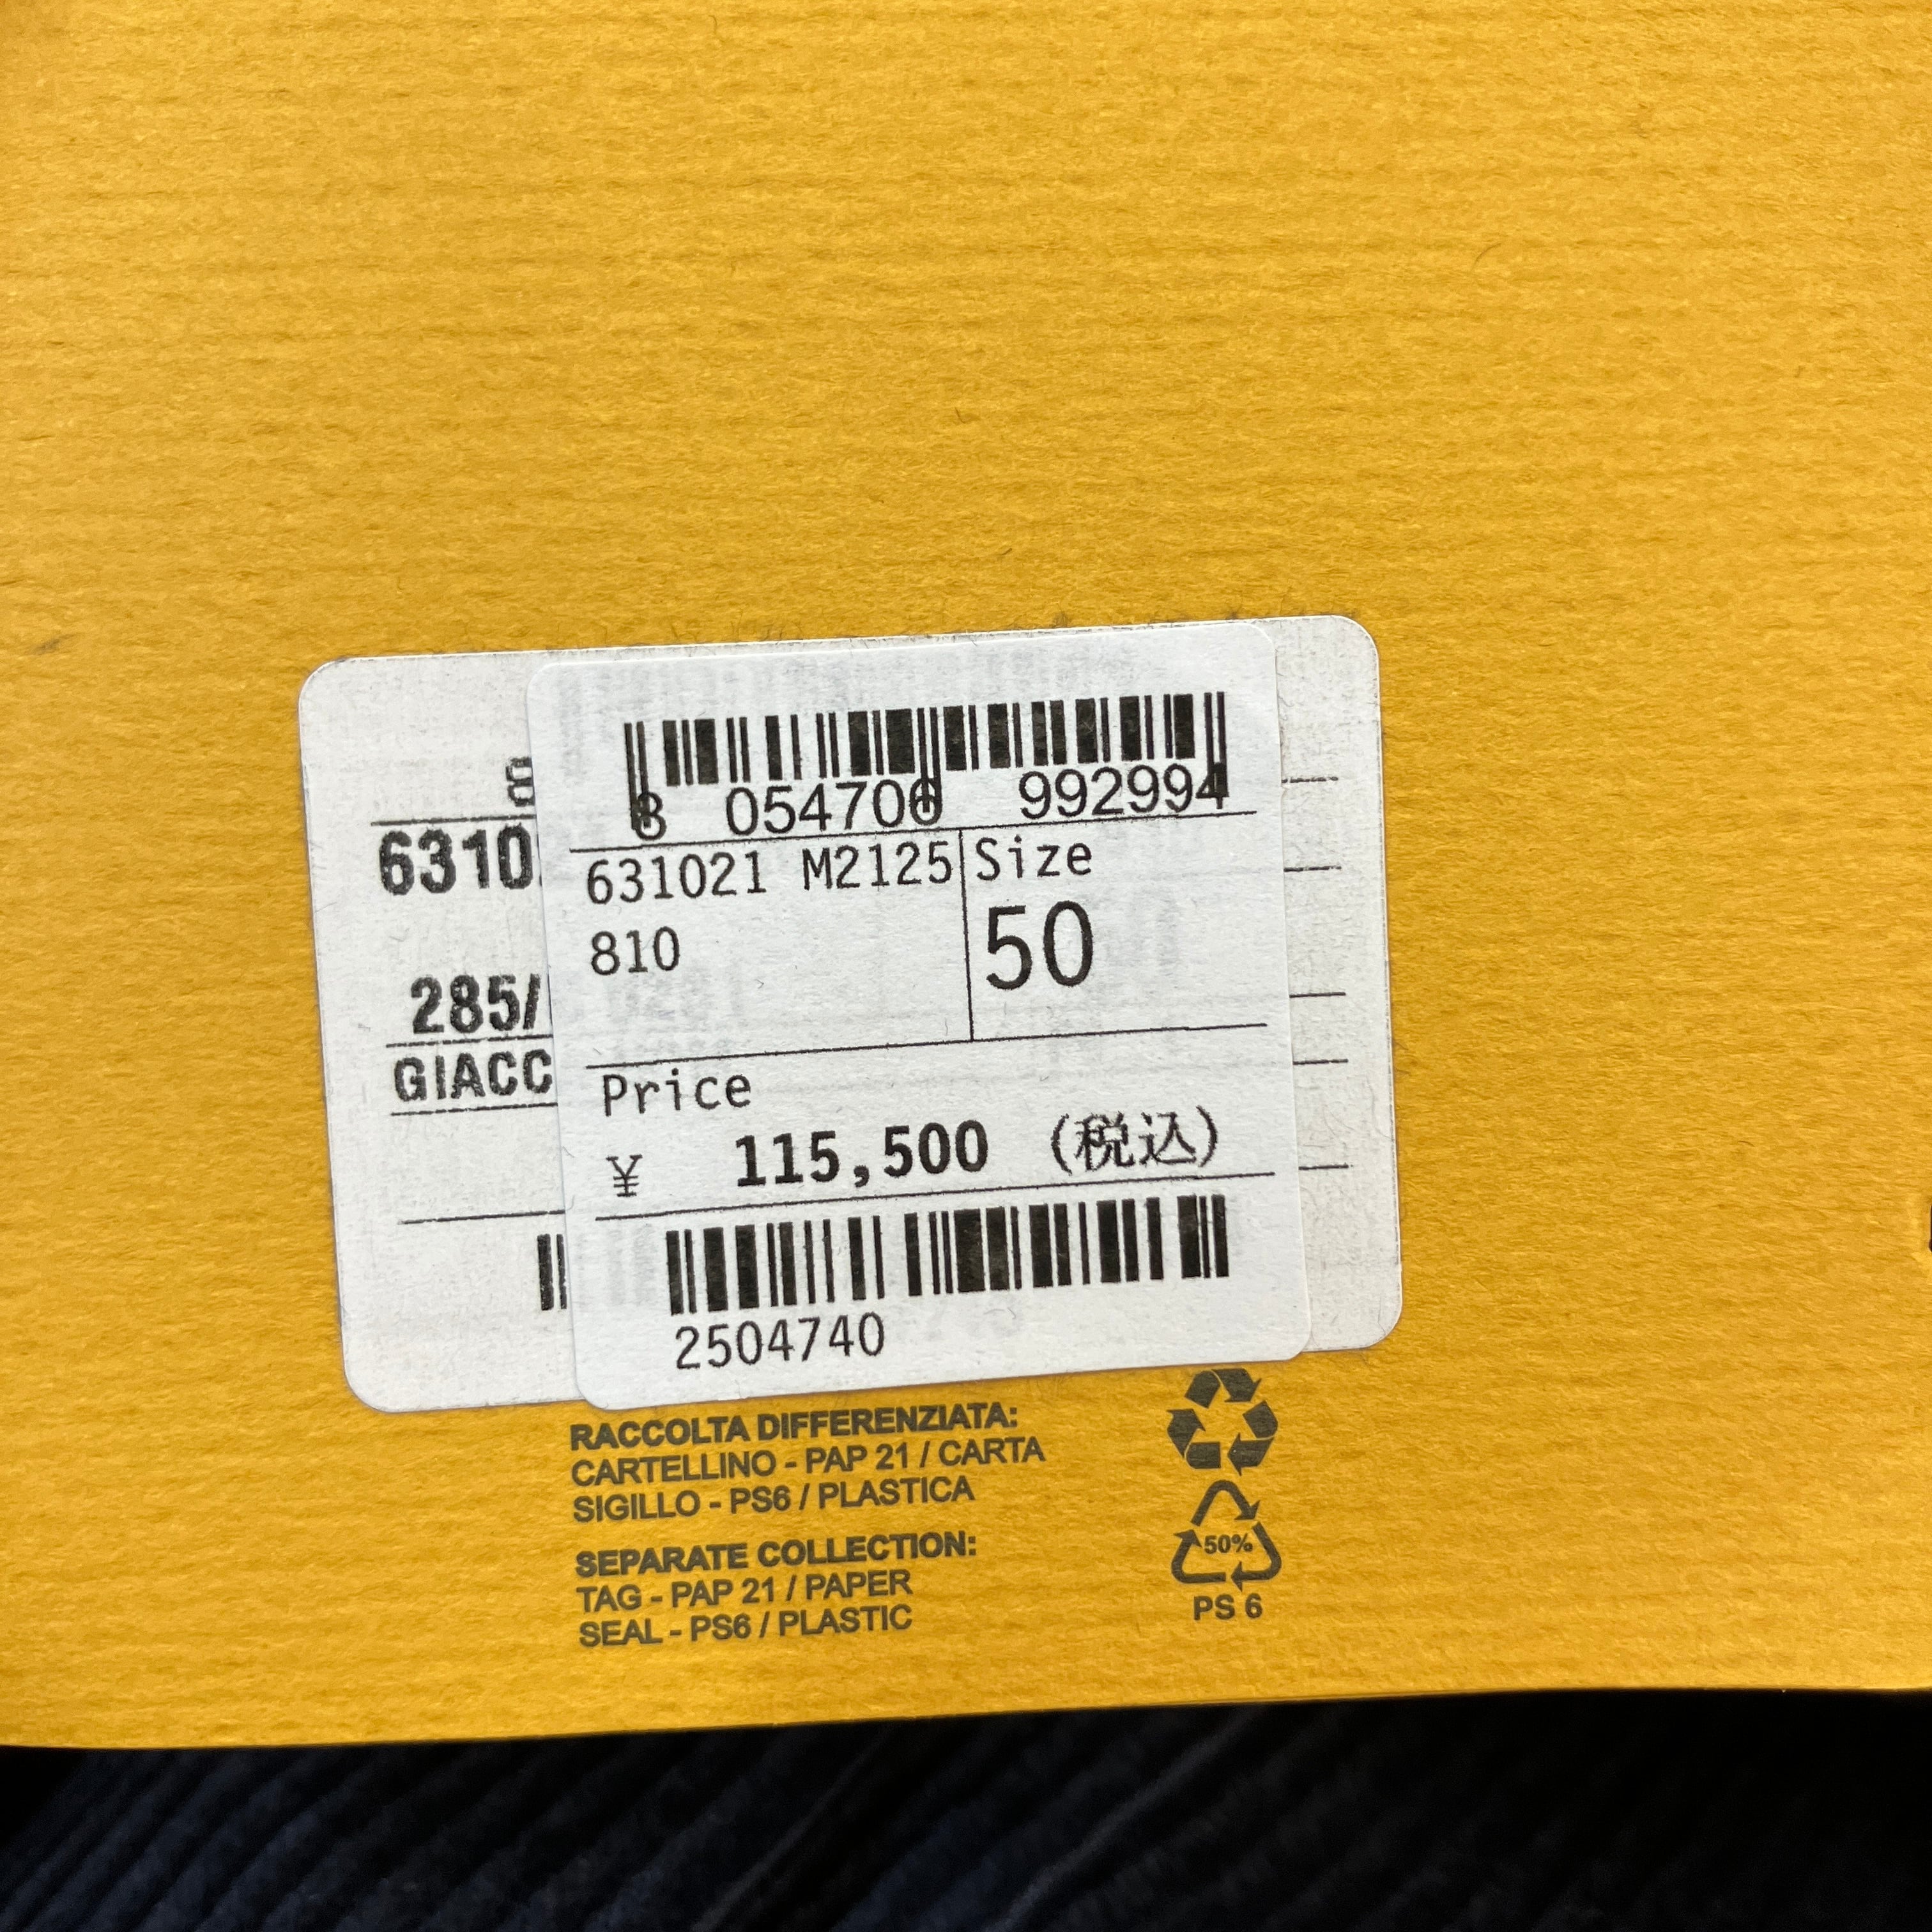 8 054706 992994
6310
631021 M2125
Size
810
50
285/
GIACC
Price
¥ 115,500 (税込)
2504740
RACCOLTA DIFFERENZIATA:
CARTELLINO - PAP 21 / CARTA
SIGILLO - PS6 / PLASTICA
SEPARATE COLLECTION:
TAG - PAP 21 / PAPER
SEAL - PS6 / PLASTIC
50%
PS 6